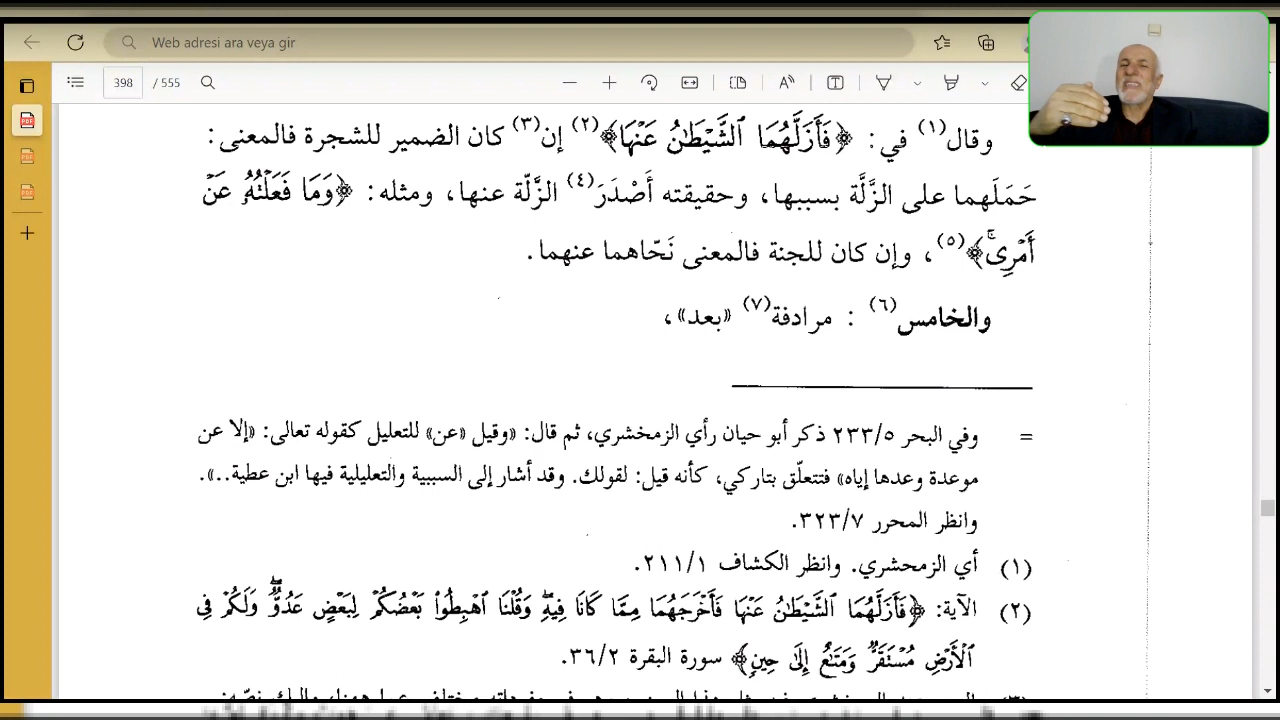 Web adresi ara veya gir
398 / 555
وقال(١) في: ﴿فَأَزَلَّهُمَا ٱلشَّيْطَٰنُ عَنْهَا﴾(٢) إن(٣) كان الضمير للشجرة فالمعنى:
حَمَلَهما على الزَّلَّة بسببها، وحقيقته أَصْدَرَ(٤) الزَّلّة عنها، ومثله: ﴿وَمَا فَعَلْتُهُۥ عَنْ
أَمْرِىۚ﴾(٥)، وإن كان للجنة فالمعنى نَحّاهما عنهما.
والخامس(٦) : مرادفة(٧) «بعد»،
= وفي البحر ٢٣٣/٥ ذكر أبو حيان رأي الزمخشري، ثم قال: «وقيل «عن» للتعليل كقوله تعالى: «إلا عن
موعدة وعدها إياه» فتتعلّق بتاركي، كأنه قيل: لقولك. وقد أشار إلى السببية والتعليلية فيها ابن عطية..».
وانظر المحرر ٣٢٣/٧.
(١) أي الزمخشري. وانظر الكشاف ٢١١/١.
(٢) الآية: ﴿فَأَزَلَّهُمَا ٱلشَّيْطَٰنُ عَنْهَا فَأَخْرَجَهُمَا مِمَّا كَانَا فِيهِۖ وَقُلْنَا ٱهْبِطُوا۟ بَعْضُكُمْ لِبَعْضٍ عَدُوٌّۖ وَلَكُمْ فِى
ٱلْأَرْضِ مُسْتَقَرٌّ وَمَتَٰعٌ إِلَىٰ حِينٍ﴾ سورة البقرة ٣٦/٢.